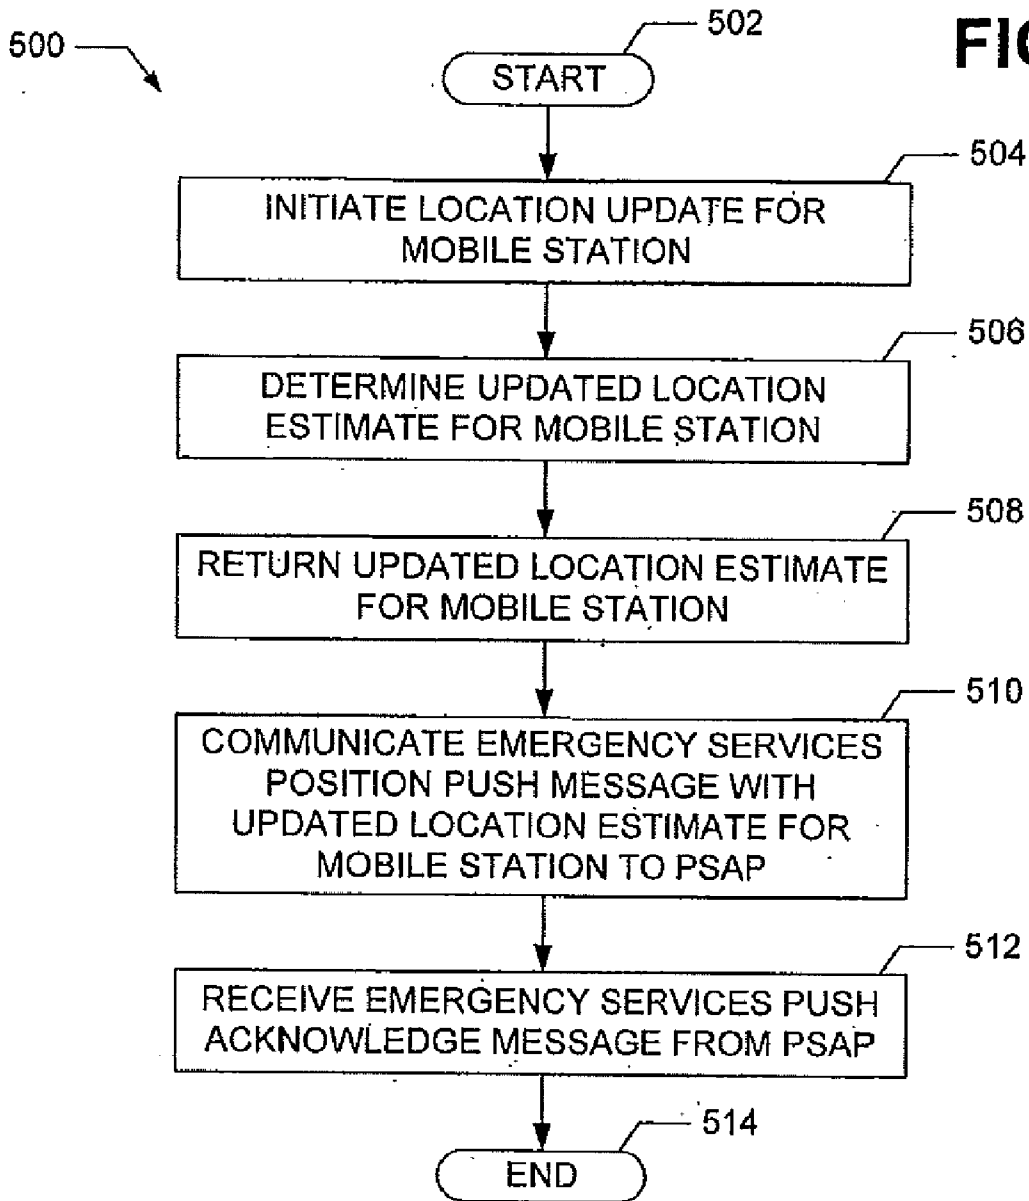 500
502
FIG
START
504
INITIATE LOCATION UPDATE FOR
MOBILE STATION
506
DETERMINE UPDATED LOCATION
ESTIMATE FOR MOBILE STATION
508
RETURN UPDATED LOCATION ESTIMATE
FOR MOBILE STATION
510
COMMUNICATE EMERGENCY SERVICES
POSITION PUSH MESSAGE WITH
UPDATED LOCATION ESTIMATE FOR
MOBILE STATION TO PSAP
512
RECEIVE EMERGENCY SERVICES PUSH
ACKNOWLEDGE MESSAGE FROM PSAP
514
END